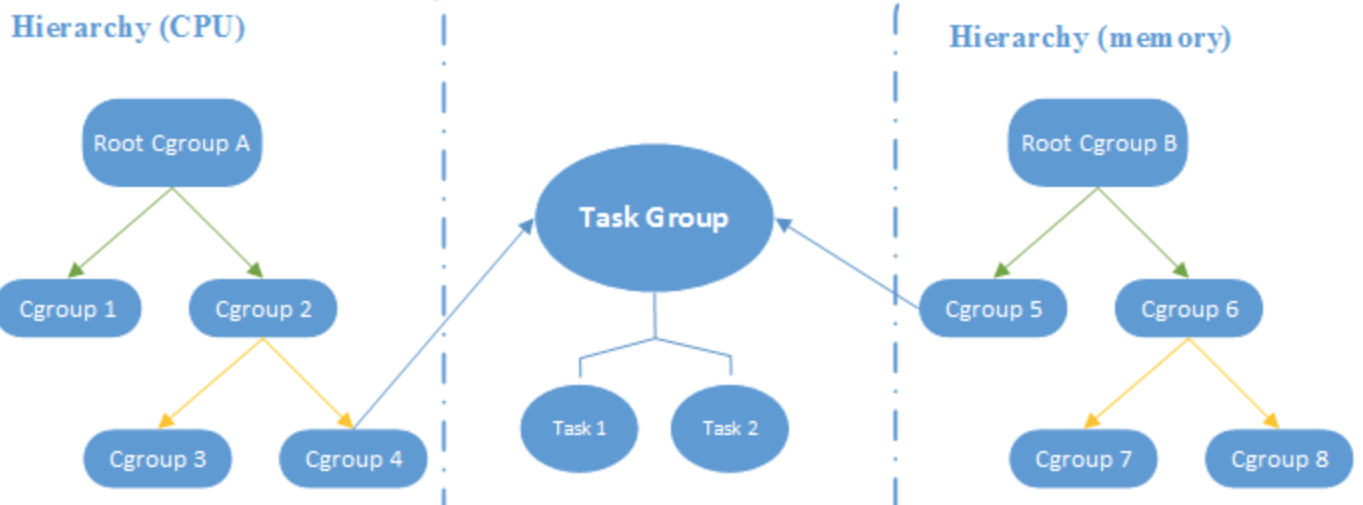 Hierarchy (CPU)
Hierarchy (memory)
Root Cgroup A
Root Cgroup B
Task Group
Cgroup 1
Cgroup 2
Cgroup 5
Cgroup 6
Task 1
Task 2
Cgroup 3
Cgroup 4
Cgroup 7
Cgroup 8